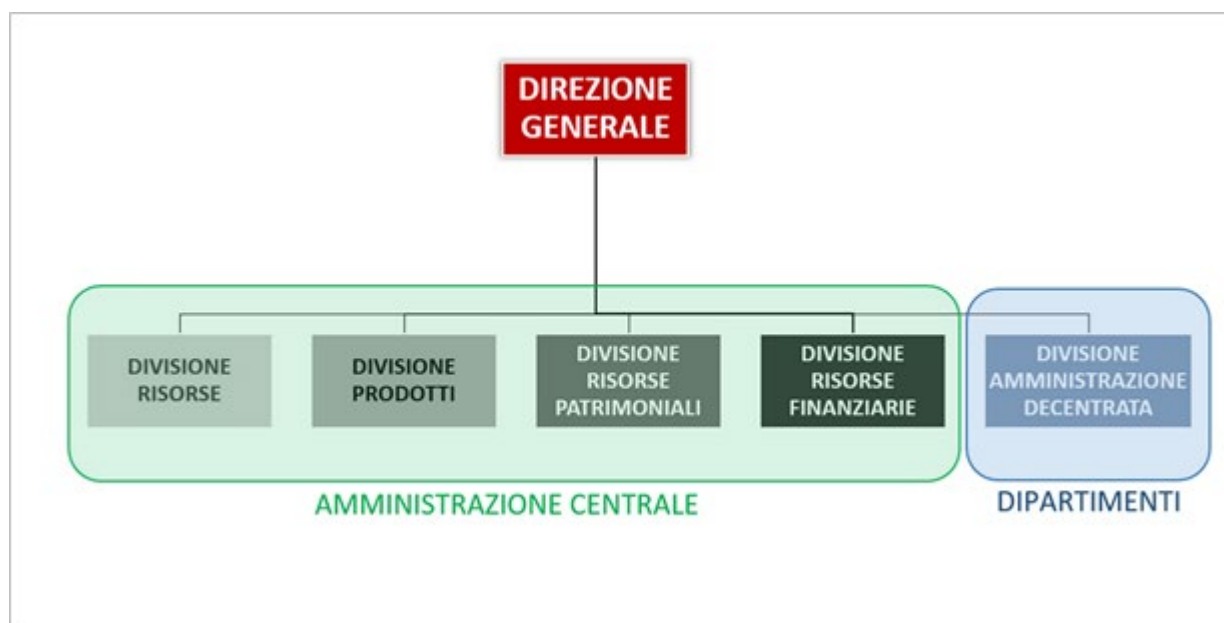 DIREZIONE
GENERALE
DIVISIONE
RISORSE
DIVISIONE
PRODOTTI
DIVISIONE
RISORSE
PATRIMONIALI
DIVISIONE
RISORSE
FINANZIARIE
DIVISIONE
AMMINISTRAZIONE
DECENTRATA
AMMINISTRAZIONE CENTRALE
DIPARTIMENTI